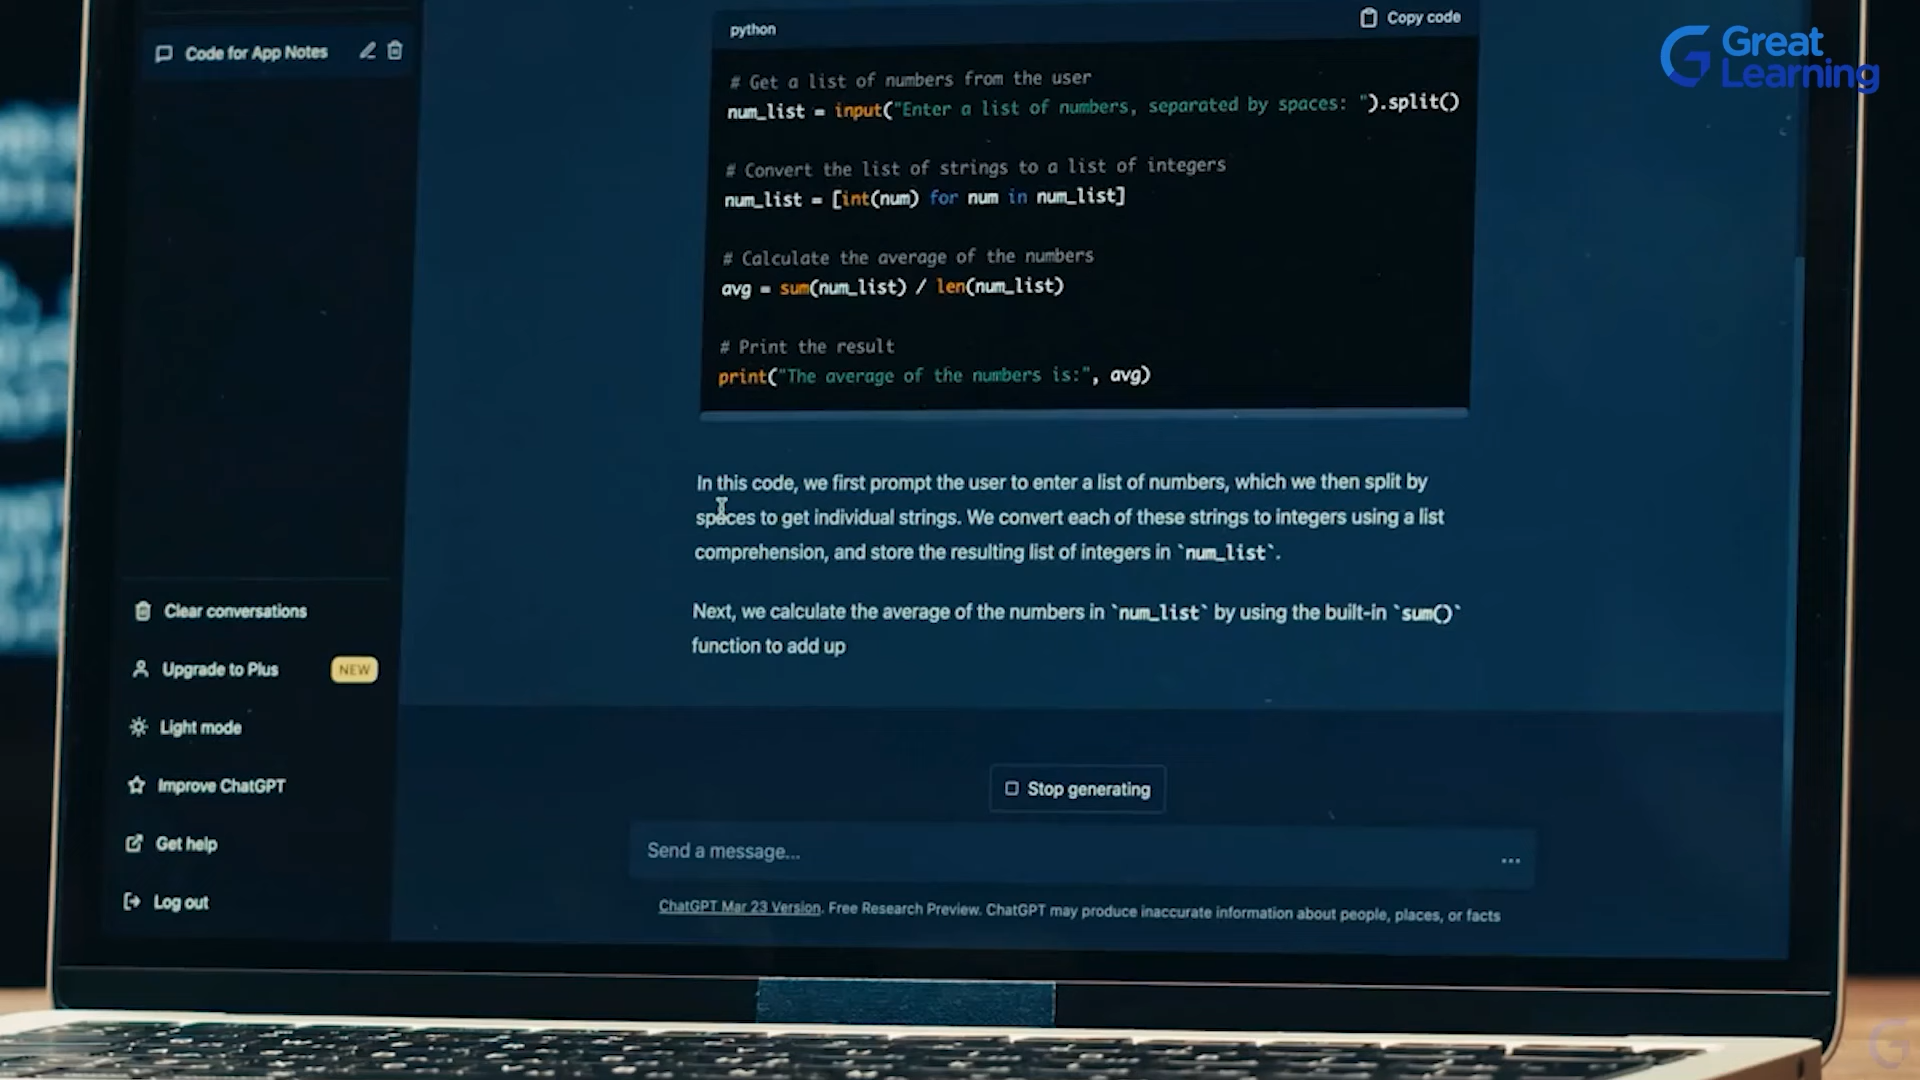 Great
Learning
Code for App Notes
python
Copy code
# Get a list of numbers from the user
num_list = input("Enter a list of numbers, separated by spaces: ").split()
# Convert the list of strings to a list of integers
num_list = [int(num) for num in num_list]
# Calculate the average of the numbers
avg = sum(num_list) / len(num_list)
# Print the result
print("The average of the numbers is:", avg)
In this code, we first prompt the user to enter a list of numbers, which we then split by
spaces to get individual strings. We convert each of these strings to integers using a list
comprehension, and store the resulting list of integers in `num_list`.
Next, we calculate the average of the numbers in `num_list` by using the built-in `sum()`
function to add up
Clear conversations
Upgrade to Plus NEW
Light mode
Improve ChatGPT
Get help
Log out
Stop generating
Send a message...
ChatGPT Mar 23 Version. Free Research Preview. ChatGPT may produce inaccurate information about people, places, or facts